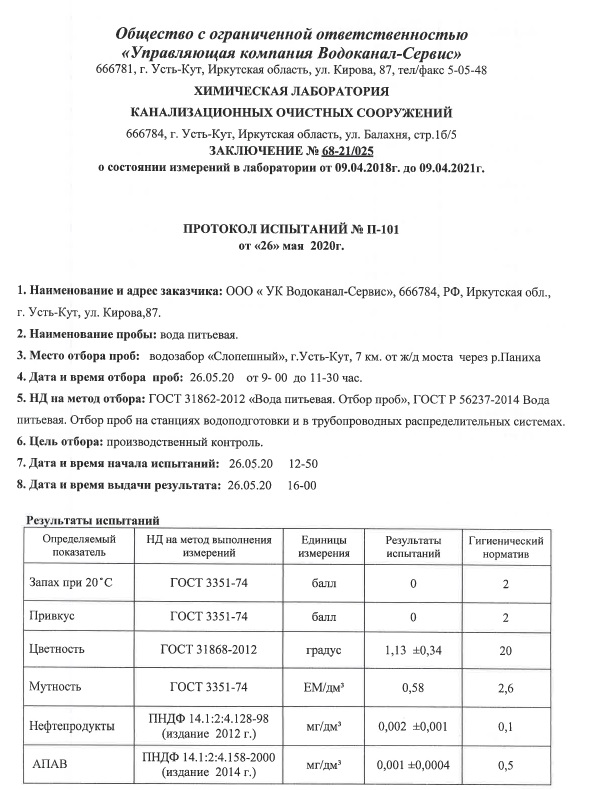 Общество с ограниченной ответственностью
«Управляющая компания Водоканал-Сервис»
666781, г. Усть-Кут, Иркутская область, ул. Кирова, 87, тел/факс 5-05-48
ХИМИЧЕСКАЯ ЛАБОРАТОРИЯ
КАНАЛИЗАЦИОННЫХ ОЧИСТНЫХ СООРУЖЕНИЙ
666784, г. Усть-Кут, Иркутская область, ул. Балахня, стр.1б/5
ЗАКЛЮЧЕНИЕ № 68-21/025
о состоянии измерений в лаборатории от 09.04.2018г. до 09.04.2021г.
ПРОТОКОЛ ИСПЫТАНИЙ № П-101
от «26» мая 2020г.
1. Наименование и адрес заказчика: ООО « УК Водоканал-Сервис», 666784, РФ, Иркутская обл.,
г. Усть-Кут, ул. Кирова,87.
2. Наименование пробы: вода питьевая.
3. Место отбора проб: водозабор «Слопешный», г.Усть-Кут, 7 км. от ж/д моста через р.Паниха
4. Дата и время отбора проб: 26.05.20 от 9- 00 до 11-30 час.
5. НД на метод отбора: ГОСТ 31862-2012 «Вода питьевая. Отбор проб», ГОСТ Р 56237-2014 Вода
питьевая. Отбор проб на станциях водоподготовки и в трубопроводных распределительных системах.
6. Цель отбора: производственный контроль.
7. Дата и время начала испытаний: 26.05.20 12-50
8. Дата и время выдачи результата: 26.05.20 16-00
Результаты испытаний
Определяемый показатель НД на метод выполнения измерений Единицы измерения Результаты испытаний Гигиенический норматив
Запах при 20˚С ГОСТ 3351-74 балл 0 2
Привкус ГОСТ 3351-74 балл 0 2
Цветность ГОСТ 31868-2012 градус 1,13 ±0,34 20
Мутность ГОСТ 3351-74 ЕМ/дм³ 0,58 2,6
Нефтепродукты ПНДФ 14.1:2:4.128-98 (издание 2012 г.) мг/дм³ 0,002 ±0,001 0,1
АПАВ ПНДФ 14.1:2:4.158-2000 (издание 2014 г.) мг/дм³ 0,001 ±0,0004 0,5